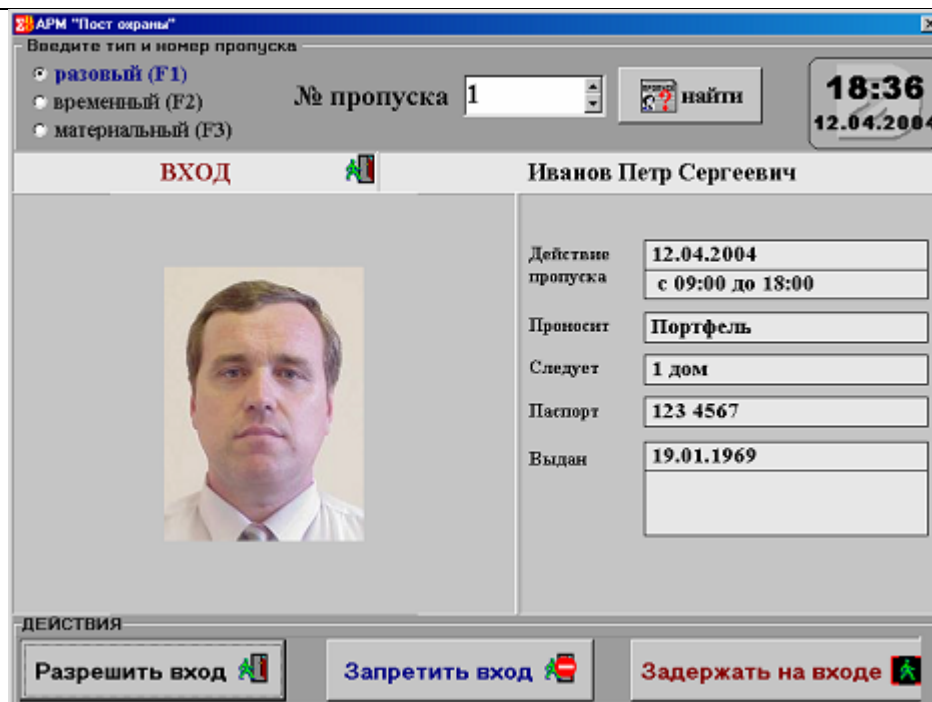 АРМ "Пост охраны"
Введите тип и номер пропуска
разовый (F1)
временный (F2)
материальный (F3)
№ пропуска 1
найти
18:36
12.04.2004
ВХОД
Иванов Петр Сергеевич
Действие пропуска
12.04.2004
с 09:00 до 18:00
Проносит Портфель
Следует 1 дом
Паспорт 123 4567
Выдан 19.01.1969
ДЕЙСТВИЯ
Разрешить вход
Запретить вход
Задержать на входе